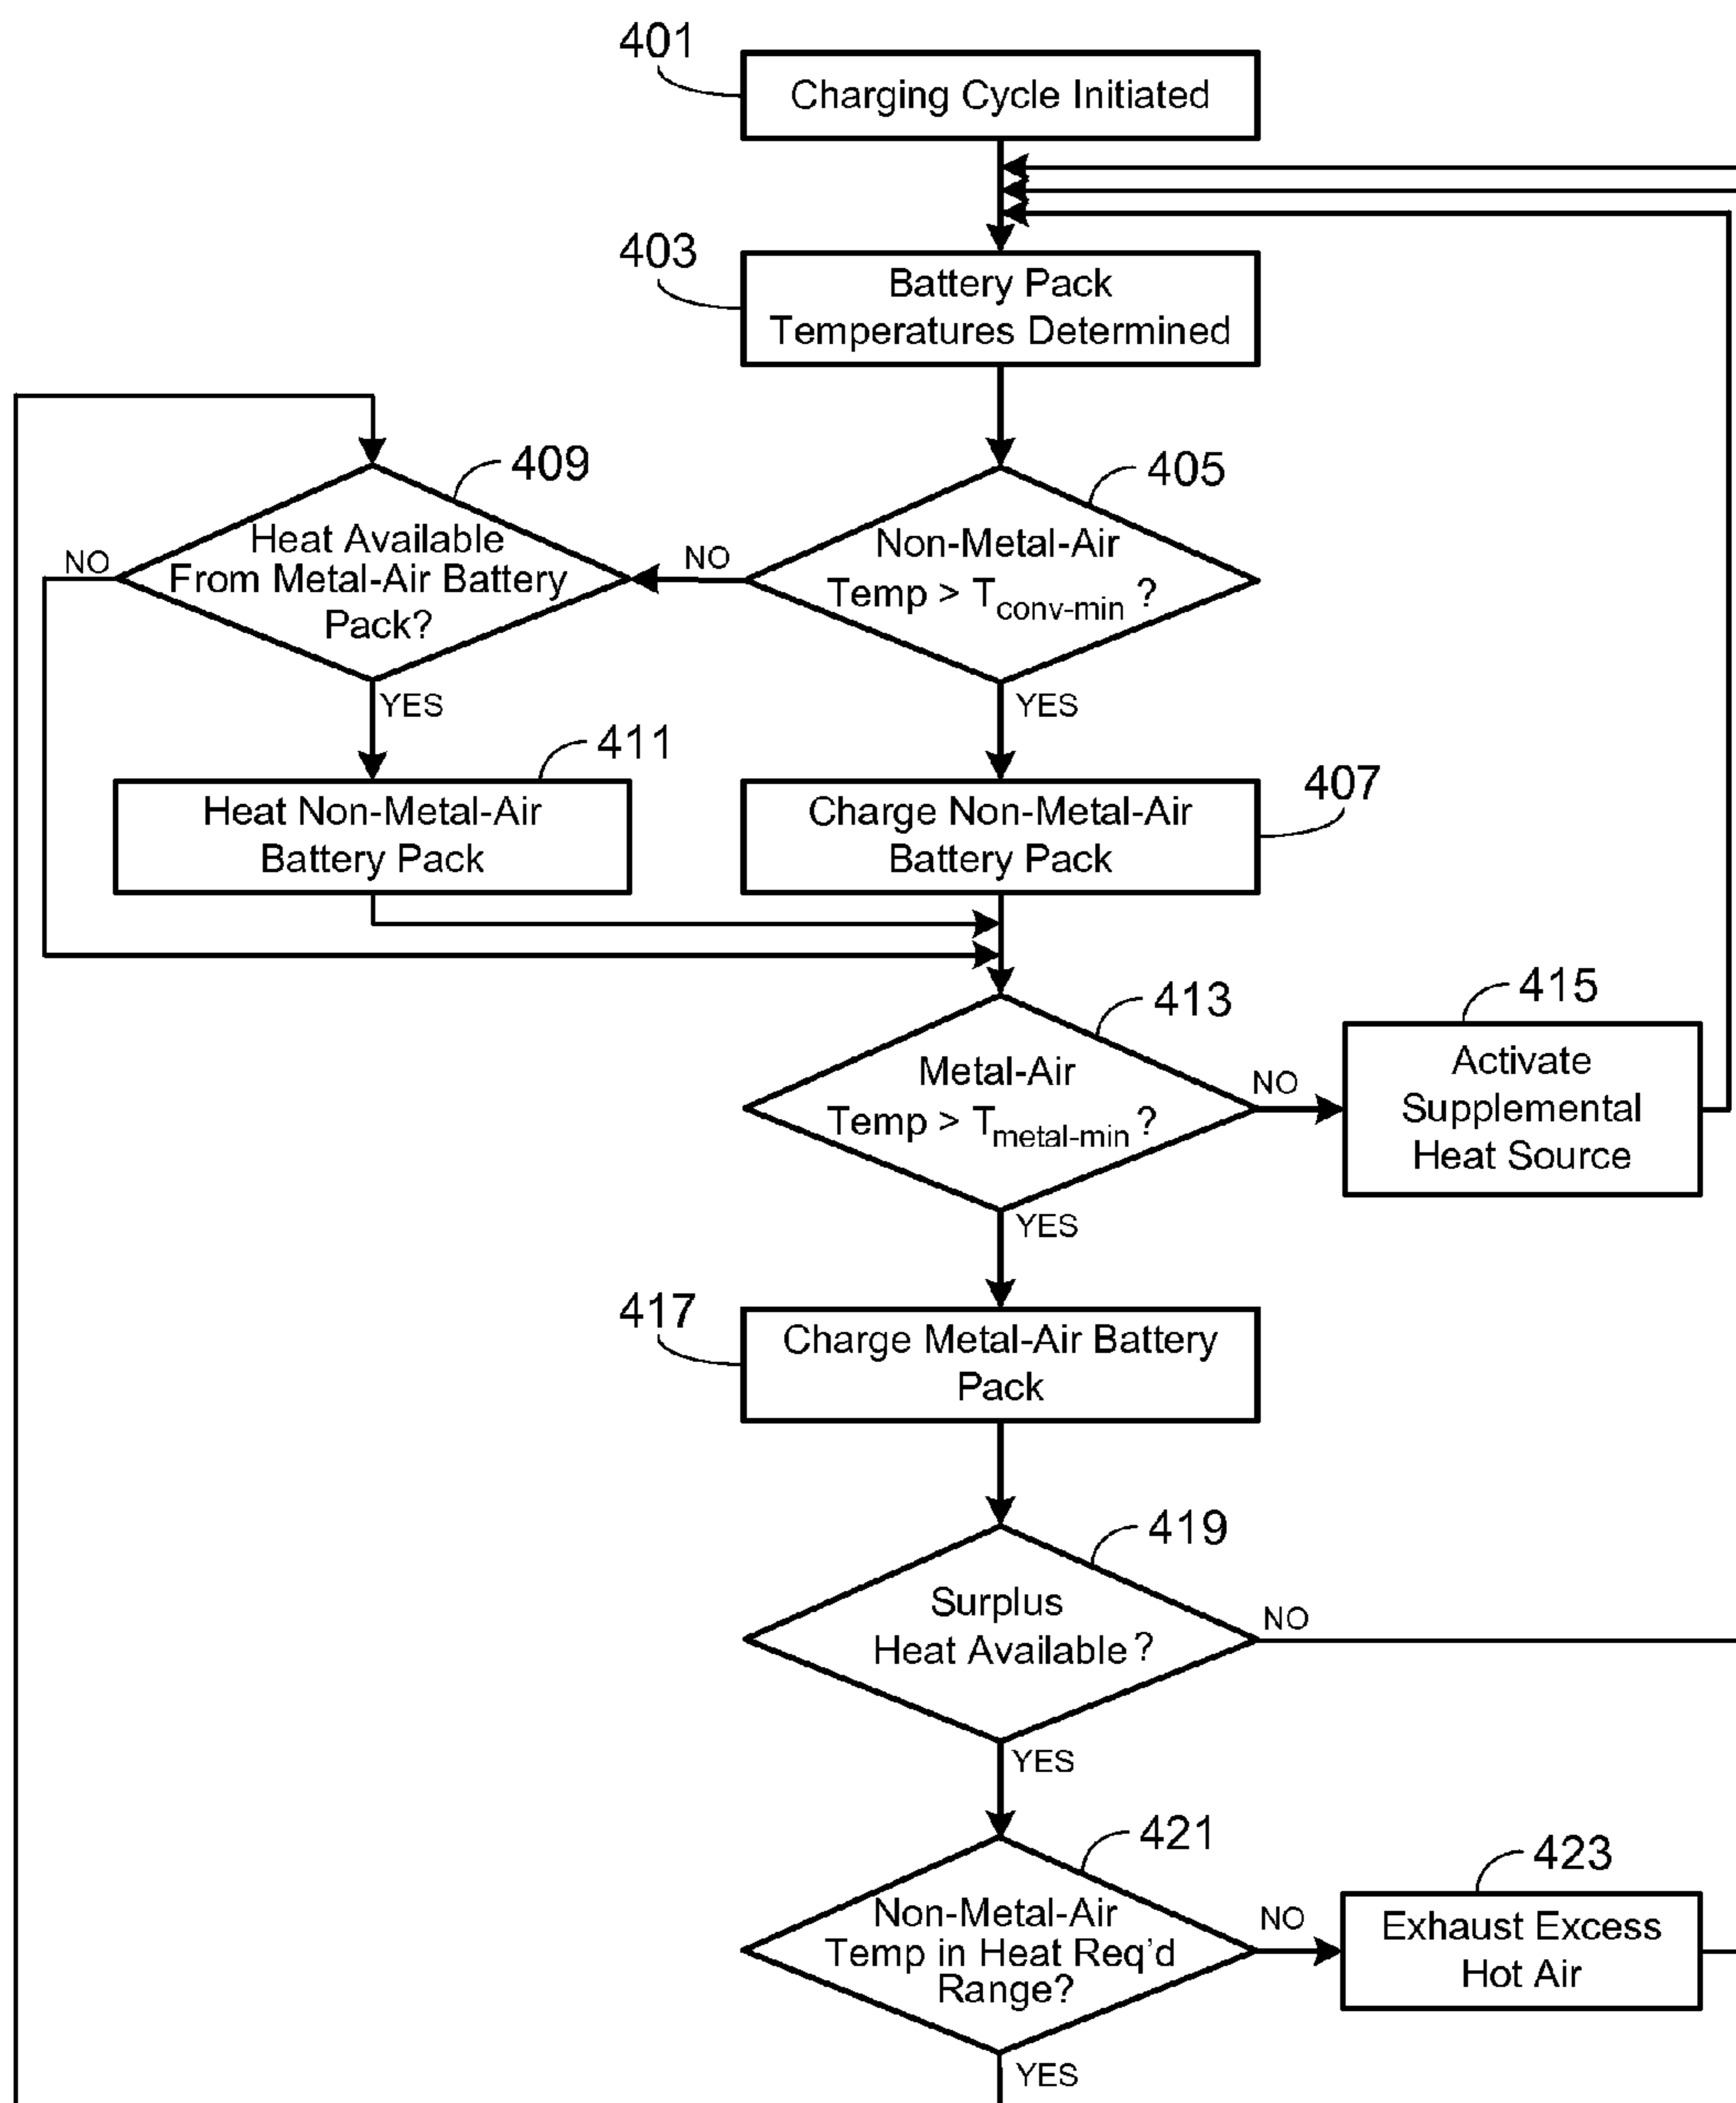 401
Charging Cycle Initiated
403
Battery Pack
Temperatures Determined
409
Heat Available
From Metal-Air Battery
Pack?
NO
YES
405
Non-Metal-Air
Temp > Tconv-min ?
NO
YES
411
Heat Non-Metal-Air
Battery Pack
407
Charge Non-Metal-Air
Battery Pack
413
Metal-Air
Temp > Tmetal-min ?
NO
YES
415
Activate
Supplemental
Heat Source
417
Charge Metal-Air Battery
Pack
419
Surplus
Heat Available ?
NO
YES
421
Non-Metal-Air
Temp in Heat Req'd
Range?
NO
YES
423
Exhaust Excess
Hot Air